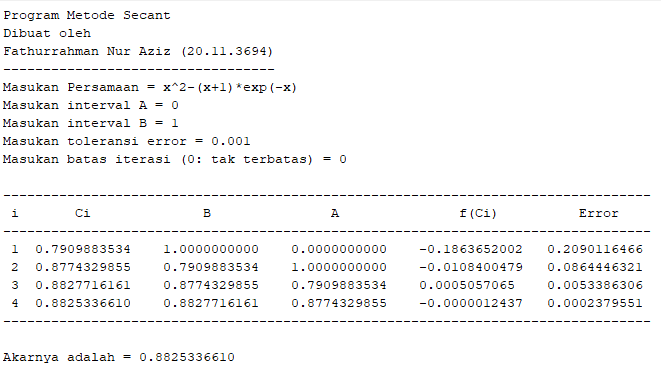 Program Metode Secant
Dibuat oleh
Fathurrahman Nur Aziz (20.11.3694)
----------------------------------
Masukan Persamaan = x^2-(x+1)*exp(-x)
Masukan interval A = 0
Masukan interval B = 1
Masukan toleransi error = 0.001
Masukan batas iterasi (0: tak terbatas) = 0
---------------------------------------------------------------------------------
i Ci B A f(Ci) Error
---------------------------------------------------------------------------------
1 0.7909883534 1.0000000000 0.0000000000 -0.1863652002 0.2090116466
2 0.8774329855 0.7909883534 1.0000000000 -0.0108400479 0.0864446321
3 0.8827716161 0.8774329855 0.7909883534 0.0005057065 0.0053386306
4 0.8825336610 0.8827716161 0.8774329855 -0.0000012437 0.0002379551
---------------------------------------------------------------------------------
Akarnya adalah = 0.8825336610